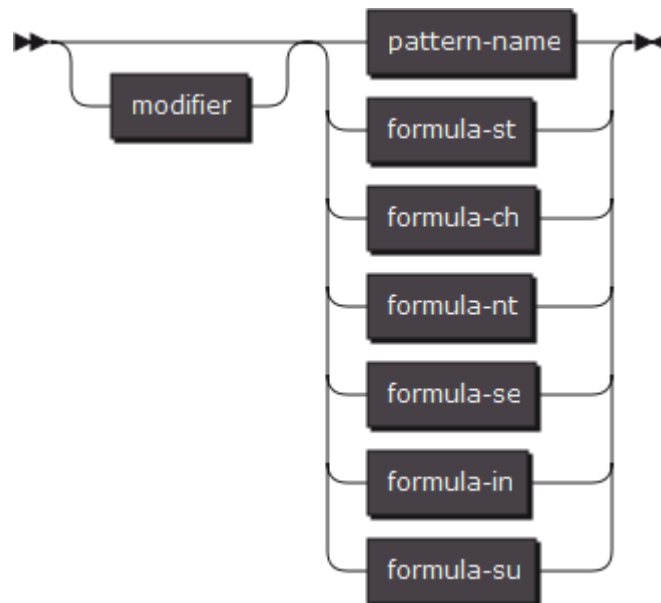 pattern-name
modifier
formula-st
formula-ch
formula-nt
formula-se
formula-in
formula-su